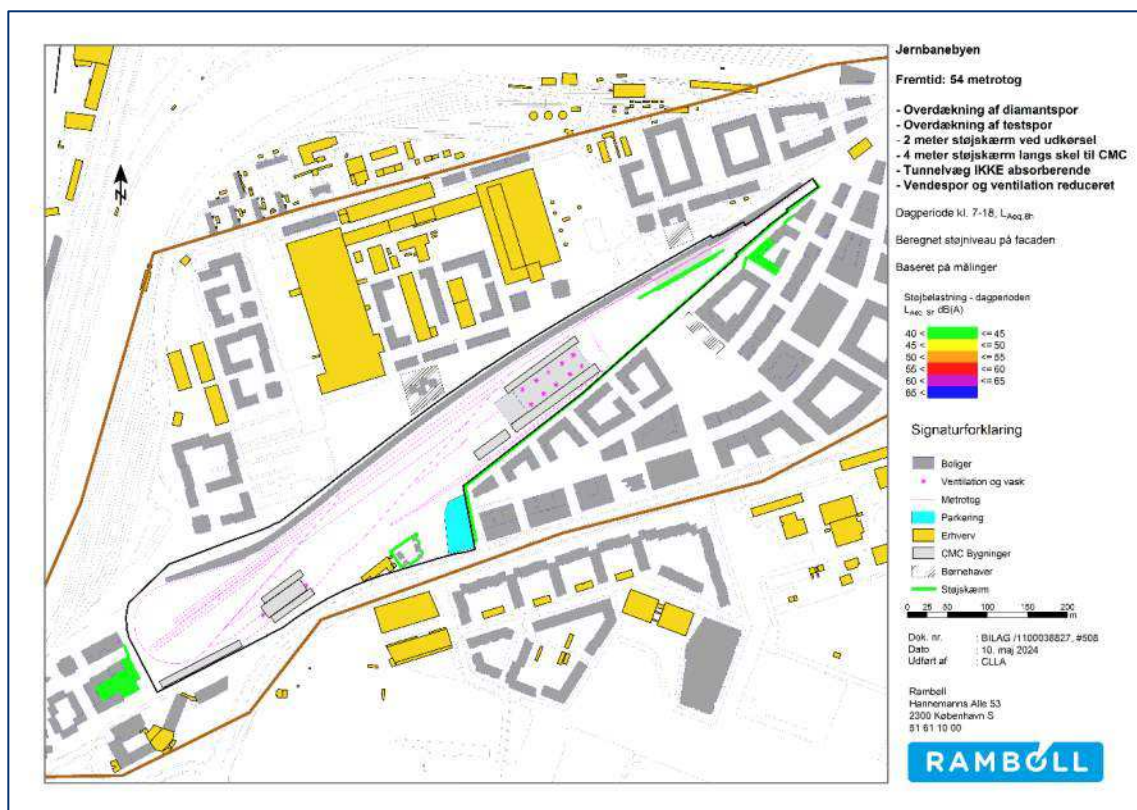 Jernbanebyen
Fremtid: 54 metrotog
- Overdækning af diamantspor
- Overdækning af testspor
- 2 meter støjskærm ved udkørsel
- 4 meter støjskærm langs skel til CMC
- Tunnelvæg IKKE absorberende
- Vendespor og ventilation reduceret
Dagperiode kl. 7-18, LAeq,8h
Beregnet støjniveau på facaden
Baseret på målinger
Støjbelastning - dagperioden
dB(A)
40 < <= 45
45 < <= 50
50 < <= 55
55 < <= 60
60 < <= 65
65 <
Signaturforklaring
Boliger
Ventilation og vask
Metrotog
Parkering
Erhverv
CMC Bygninger
Børnehaver
Støjskærm
0 25 50 100 150 200
m
Dok. nr. : BILAG /1100038827, #508
Dato : 10. maj 2024
Udført af : CLLA
Rambøll
Hannemanns Alle 53
2300 København S
51 61 10 00
RAMBOLL